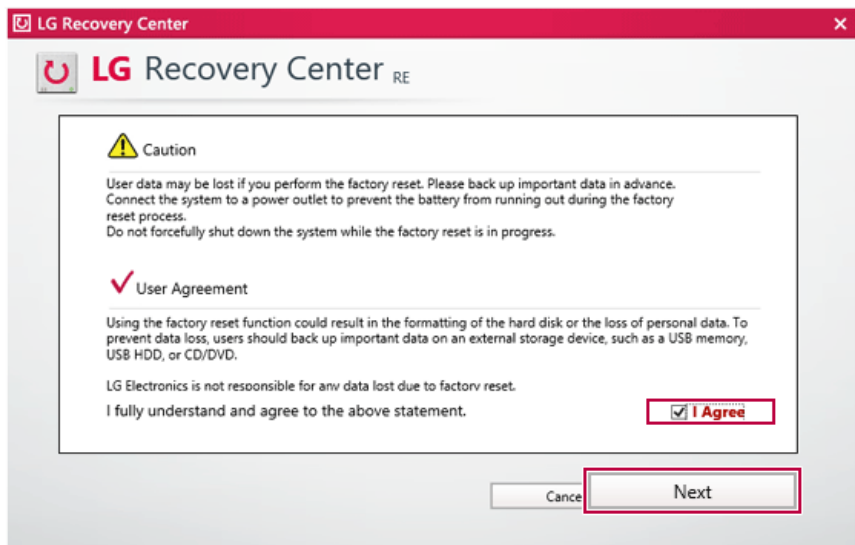 LG Recovery Center
LG Recovery Center RE
Caution
User data may be lost if you perform the factory reset. Please back up important data in advance.
Connect the system to a power outlet to prevent the battery from running out during the factory
reset process.
Do not forcefully shut down the system while the factory reset is in progress.
User Agreement
Using the factory reset function could result in the formatting of the hard disk or the loss of personal data. To
prevent data loss, users should back up important data on an external storage device, such as a USB memory,
USB HDD, or CD/DVD.
LG Electronics is not responsible for any data lost due to factory reset.
I fully understand and agree to the above statement.
I Agree
Cance
Next